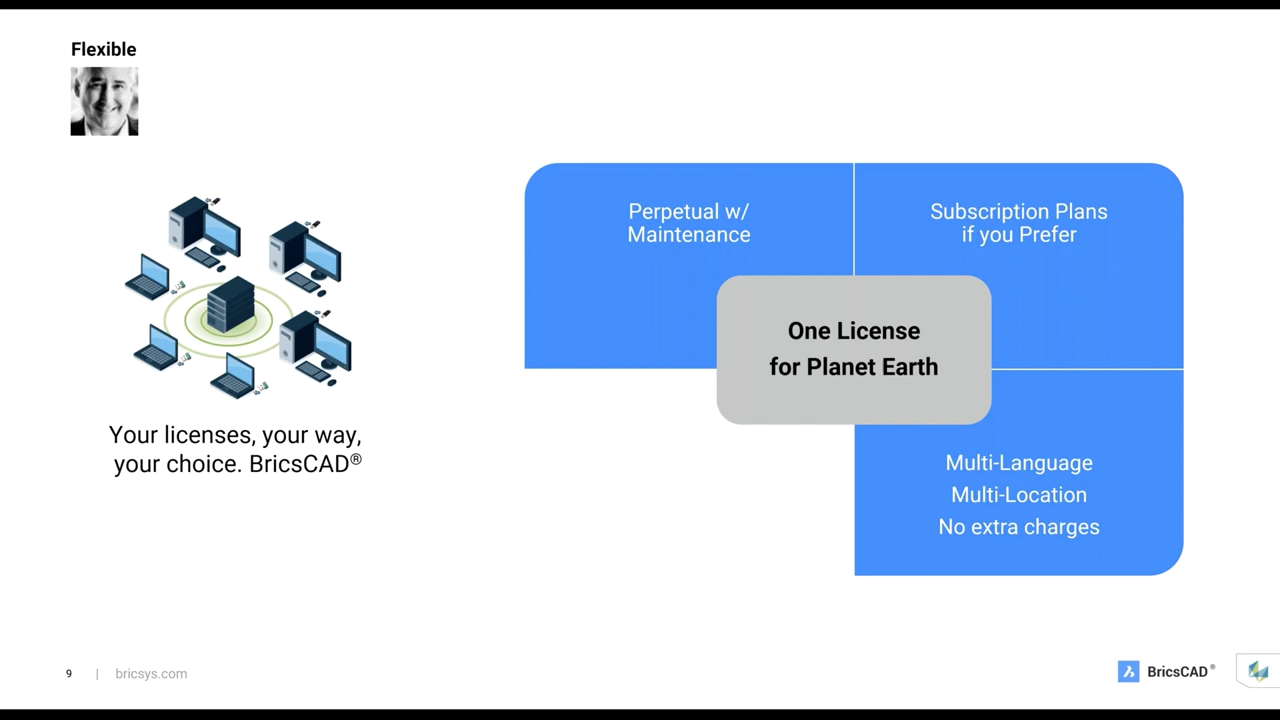 Flexible
Your licenses, your way,
your choice. BricsCAD®
Perpetual w/
Maintenance
Subscription Plans
if you Prefer
One License
for Planet Earth
Multi-Language
Multi-Location
No extra charges
9 | bricsys.com
BricsCAD®